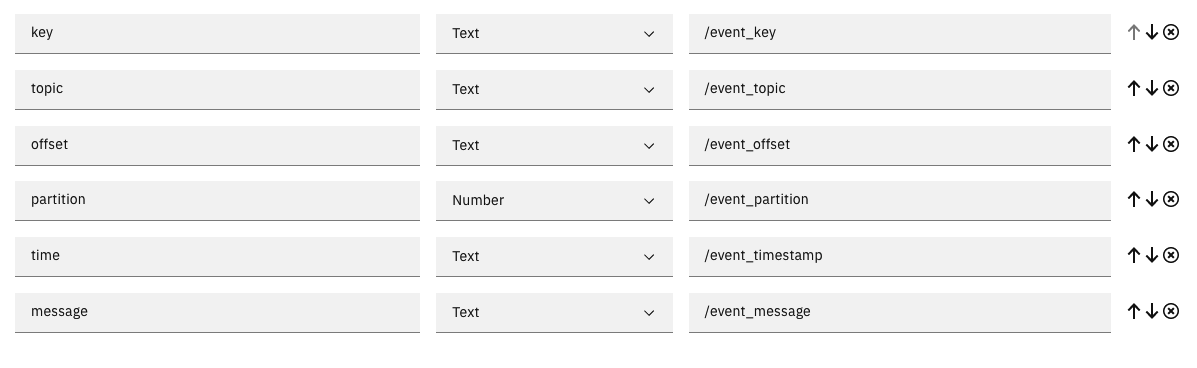 key Text /event_key
topic Text /event_topic
offset Text /event_offset
partition Number /event_partition
time Text /event_timestamp
message Text /event_message